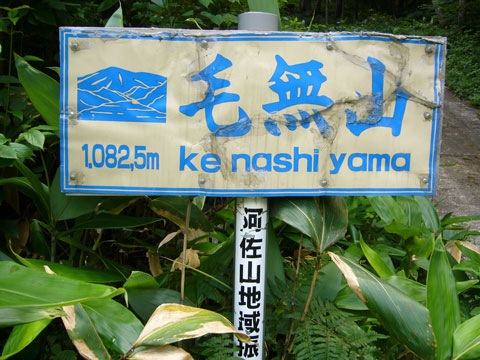 毛無山
1.082,5m ke nashi yama
河佐山地域振